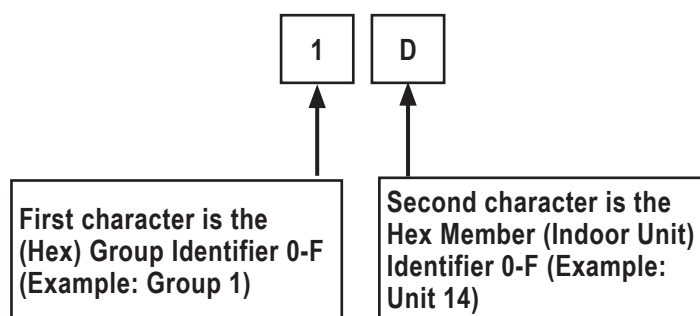 1 D
First character is the
(Hex) Group Identifier 0-F
(Example: Group 1)
Second character is the
Hex Member (Indoor Unit)
Identifier 0-F (Example:
Unit 14)